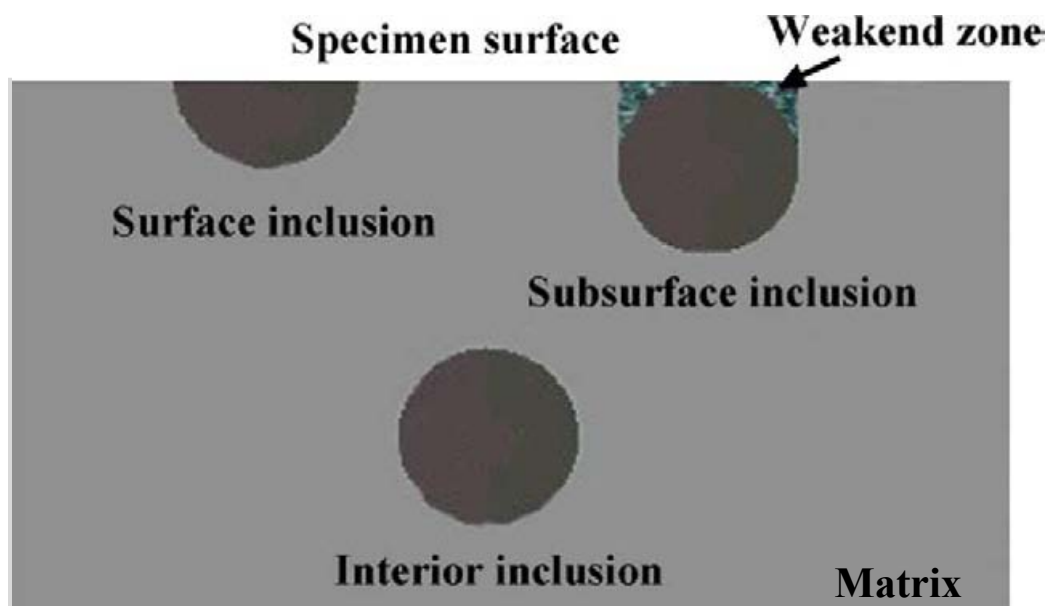 Specimen surface
Weakend zone
Surface inclusion
Subsurface inclusion
Interior inclusion
Matrix